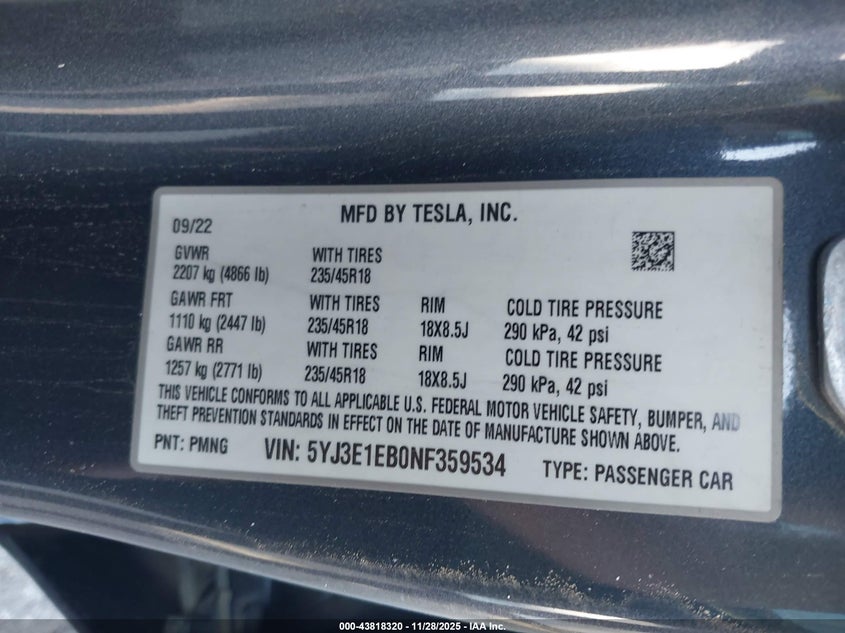 MFD BY TESLA, INC.
09/22
GVWR WITH TIRES
2207 kg (4866 lb) 235/45R18
GAWR FRT WITH TIRES RIM COLD TIRE PRESSURE
1110 kg (2447 lb) 235/45R18 18X8.5J 290 kPa, 42 psi
GAWR RR WITH TIRES RIM COLD TIRE PRESSURE
1257 kg (2771 lb) 235/45R18 18X8.5J 290 kPa, 42 psi
THIS VEHICLE CONFORMS TO ALL APPLICABLE U.S. FEDERAL MOTOR VEHICLE SAFETY, BUMPER, AND
THEFT PREVENTION STANDARDS IN EFFECT ON THE DATE OF MANUFACTURE SHOWN ABOVE.
PNT: PMNG VIN: 5YJ3E1EB0NF359534 TYPE: PASSENGER CAR
000-43818320 - 11/28/2025 - IAA Inc.